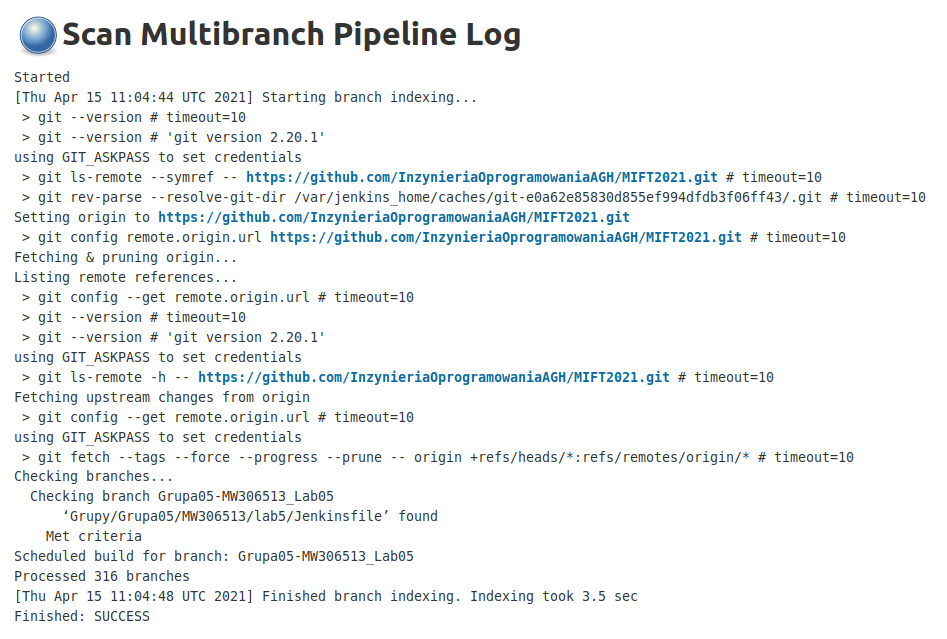 Scan Multibranch Pipeline Log
Started
[Thu Apr 15 11:04:44 UTC 2021] Starting branch indexing...
 > git --version # timeout=10
 > git --version # 'git version 2.20.1'
using GIT_ASKPASS to set credentials
 > git ls-remote --symref -- https://github.com/InzynieriaOprogramowaniaAGH/MIFT2021.git # timeout=10
 > git rev-parse --resolve-git-dir /var/jenkins_home/caches/git-e0a62e85830d855ef994dfdb3f06ff43/.git # timeout=10
Setting origin to https://github.com/InzynieriaOprogramowaniaAGH/MIFT2021.git
 > git config remote.origin.url https://github.com/InzynieriaOprogramowaniaAGH/MIFT2021.git # timeout=10
Fetching & pruning origin...
Listing remote references...
 > git config --get remote.origin.url # timeout=10
 > git --version # timeout=10
 > git --version # 'git version 2.20.1'
using GIT_ASKPASS to set credentials
 > git ls-remote -h -- https://github.com/InzynieriaOprogramowaniaAGH/MIFT2021.git # timeout=10
Fetching upstream changes from origin
 > git config --get remote.origin.url # timeout=10
using GIT_ASKPASS to set credentials
 > git fetch --tags --force --progress --prune -- origin +refs/heads/*:refs/remotes/origin/* # timeout=10
Checking branches...
  Checking branch Grupa05-MW306513_Lab05
      ‘Grupy/Grupa05/MW306513/lab5/Jenkinsfile’ found
    Met criteria
Scheduled build for branch: Grupa05-MW306513_Lab05
Processed 316 branches
[Thu Apr 15 11:04:48 UTC 2021] Finished branch indexing. Indexing took 3.5 sec
Finished: SUCCESS